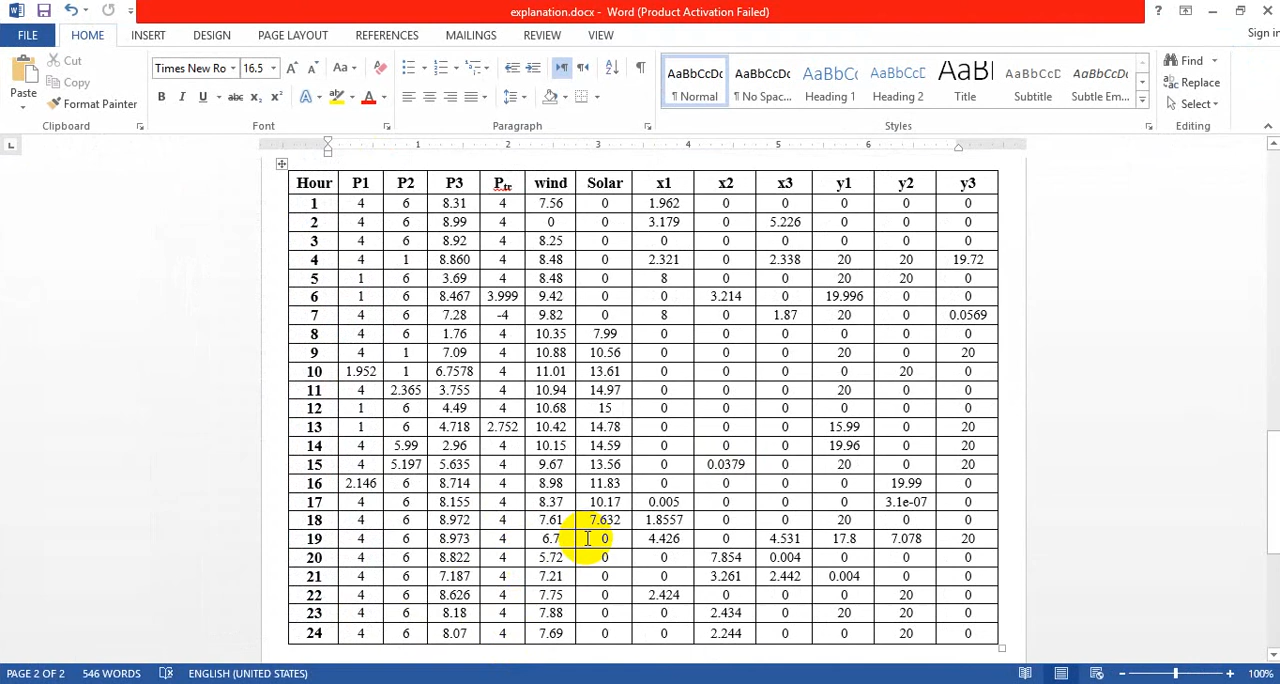 explanation.docx - Word (Product Activation Failed)
FILE HOME INSERT DESIGN PAGE LAYOUT REFERENCES MAILINGS REVIEW VIEW Sign in
Paste
Cut
Copy
Format Painter
Clipboard
Times New Ro 16.5
Font
Paragraph
AaBbCcDc AaBbCcDc AaBbCc AaBbCcD AaBl AaBbCcD AaBbCcDc
¶ Normal ¶ No Spac... Heading 1 Heading 2 Title Subtitle Subtle Em...
Styles
Find
Replace
Select
Editing
1 2 3 4 5 6
Hour P1 P2 P3 Ptr wind Solar x1 x2 x3 y1 y2 y3
1 4 6 8.31 4 7.56 0 1.962 0 0 0 0 0
2 4 6 8.99 4 0 0 3.179 0 5.226 0 0 0
3 4 6 8.92 4 8.25 0 0 0 0 0 0 0
4 4 1 8.860 4 8.48 0 2.321 0 2.338 20 20 19.72
5 1 6 3.69 4 8.48 0 8 0 0 20 20 0
6 1 6 8.467 3.999 9.42 0 0 3.214 0 19.996 0 0
7 4 6 7.28 -4 9.82 0 8 0 1.87 20 0 0.0569
8 4 6 1.76 4 10.35 7.99 0 0 0 0 0 0
9 4 1 7.09 4 10.88 10.56 0 0 0 20 0 20
10 1.952 1 6.7578 4 11.01 13.61 0 0 0 0 20 0
11 4 2.365 3.755 4 10.94 14.97 0 0 0 20 0 0
12 1 6 4.49 4 10.68 15 0 0 0 0 0 0
13 1 6 4.718 2.752 10.42 14.78 0 0 0 15.99 0 20
14 4 5.99 2.96 4 10.15 14.59 0 0 0 19.96 0 0
15 4 5.197 5.635 4 9.67 13.56 0 0.0379 0 20 0 20
16 2.146 6 8.714 4 8.98 11.83 0 0 0 0 19.99 0
17 4 6 8.155 4 8.37 10.17 0.005 0 0 0 3.1e-07 0
18 4 6 8.972 4 7.61 7.632 1.8557 0 0 20 0 0
19 4 6 8.973 4 6.7 0 4.426 0 4.531 17.8 7.078 20
20 4 6 8.822 4 5.72 0 0 7.854 0.004 0 0 0
21 4 6 7.187 4 7.21 0 0 3.261 2.442 0.004 0 0
22 4 6 8.626 4 7.75 0 2.424 0 0 0 20 0
23 4 6 8.18 4 7.88 0 0 2.434 0 20 20 0
24 4 6 8.07 4 7.69 0 0 2.244 0 0 20 0
PAGE 2 OF 2 546 WORDS ENGLISH (UNITED STATES) 100%